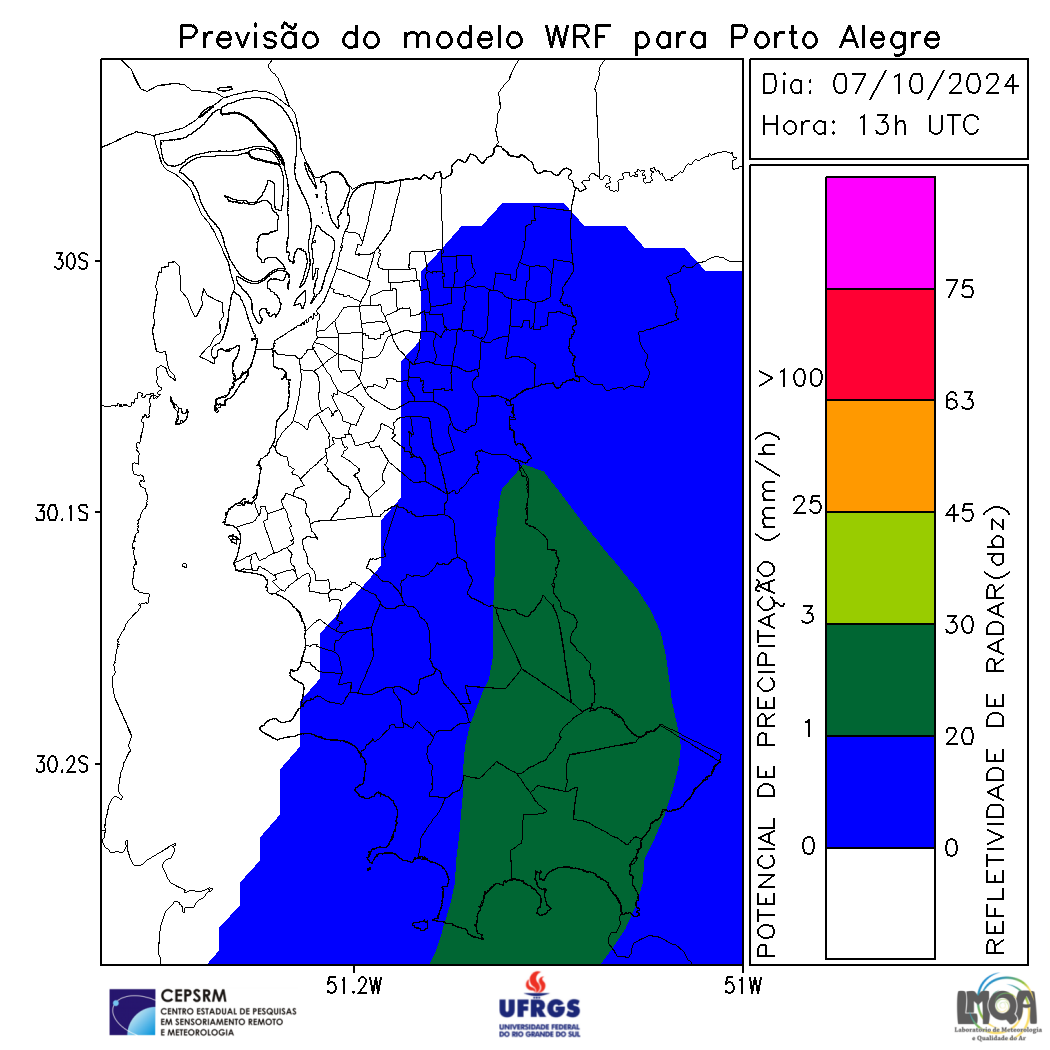 Previsão do modelo WRF para Porto Alegre
Dia: 07/10/2024
Hora: 13h UTC
30S
30.1S
30.2S
51.2W
51W
POTENCIAL DE PRECIPITAÇÃO (mm/h)
>100
25
3
1
0
75
63
45
30
20
0
REFLETIVIDADE DE RADAR(dbz)
CEPSRM
CENTRO ESTADUAL DE PESQUISAS
EM SENSORIAMENTO REMOTO
E METEOROLOGIA
UFRGS
UNIVERSIDADE FEDERAL
DO RIO GRANDE DO SUL
LMQA
Laboratório de Meteorologia
e Qualidade do Ar